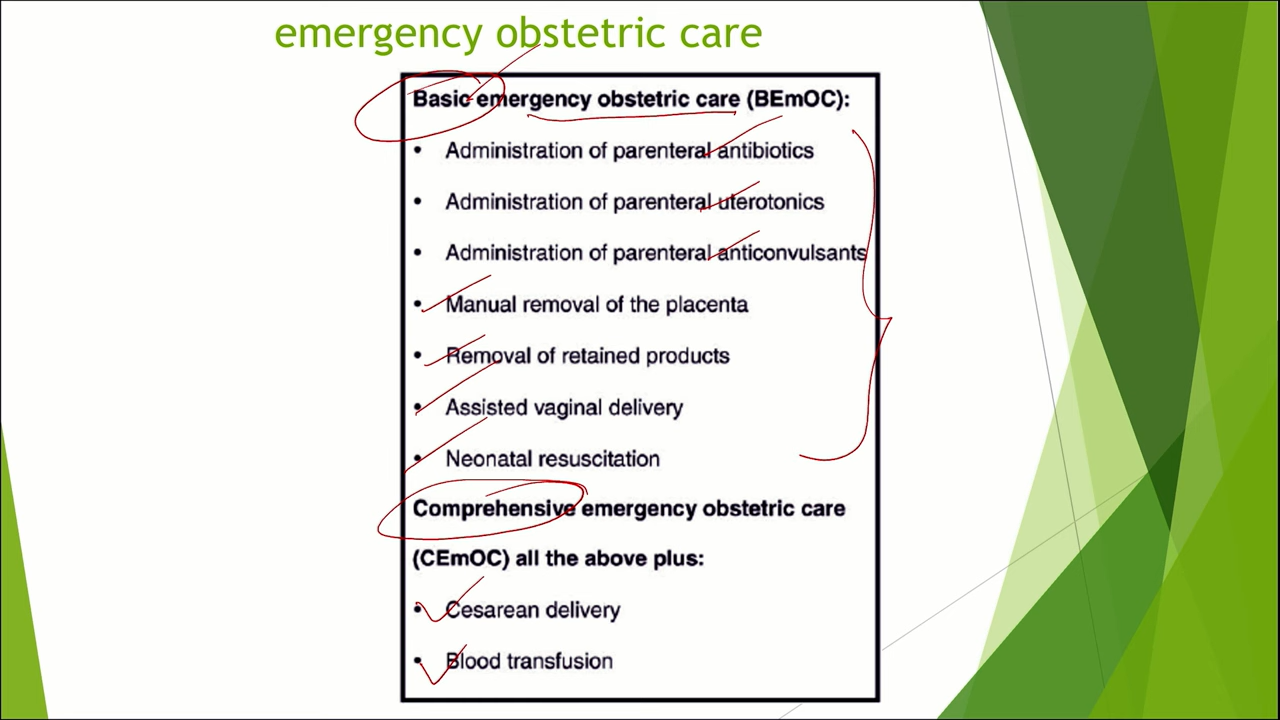 emergency obstetric care
Basic emergency obstetric care (BEmOC):
• Administration of parenteral antibiotics
• Administration of parenteral uterotonics
• Administration of parenteral anticonvulsants
• Manual removal of the placenta
• Removal of retained products
• Assisted vaginal delivery
• Neonatal resuscitation
Comprehensive emergency obstetric care
(CEmOC) all the above plus:
• Cesarean delivery
• Blood transfusion